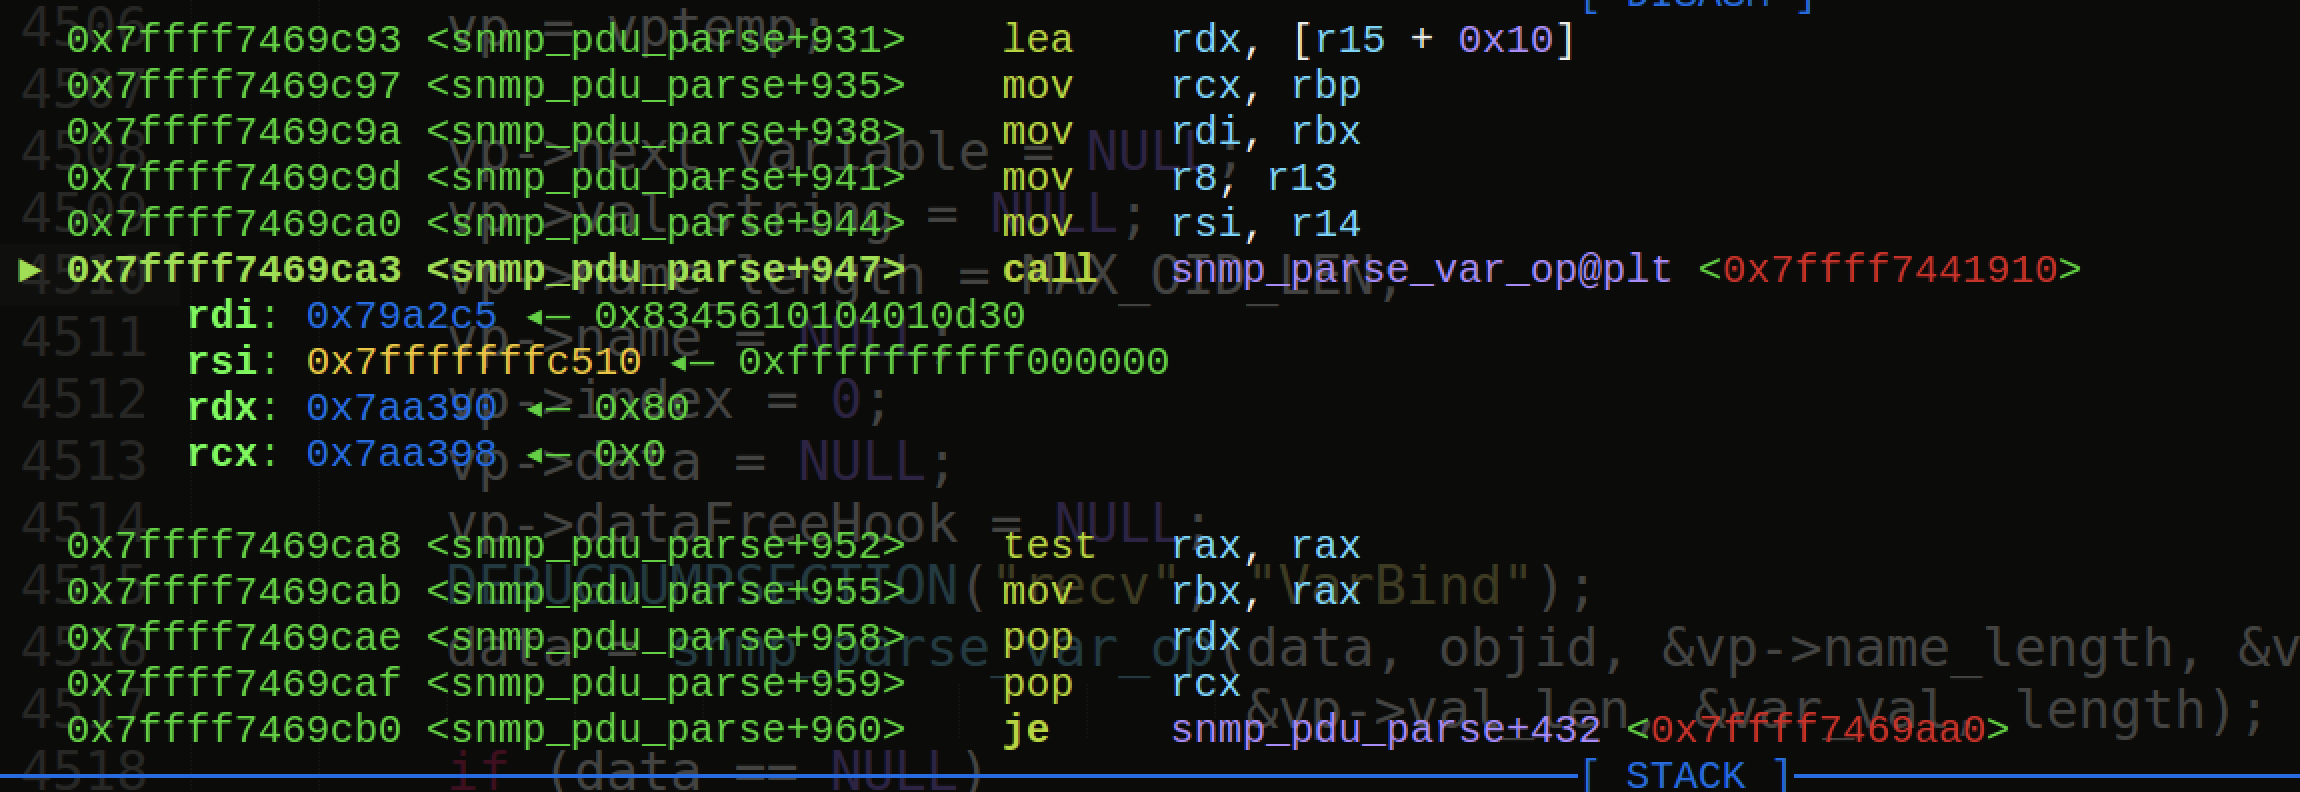 [ DISASM ]
4506 vp = vptemp;
0x7ffff7469c93 <snmp_pdu_parse+931> lea rdx, [r15 + 0x10]
4507
0x7ffff7469c97 <snmp_pdu_parse+935> mov rcx, rbp
0x7ffff7469c9a <snmp_pdu_parse+938> mov rdi, rbx
4508 vp->next_variable = NULL;
0x7ffff7469c9d <snmp_pdu_parse+941> mov r8, r13
4509 vp->val.string = NULL;
0x7ffff7469ca0 <snmp_pdu_parse+944> mov rsi, r14
► 0x7ffff7469ca3 <snmp_pdu_parse+947> call snmp_parse_var_op@plt <0x7ffff7441910>
4510 vp->name_length = MAX_OID_LEN;
rdi: 0x79a2c5 ◂— 0x8345610104010d30
4511 vp->name = NULL;
rsi: 0x7fffffffc510 ◂— 0xffffffffff000000
4512 vp->index = 0;
rdx: 0x7aa390 ◂— 0x80
rcx: 0x7aa398 ◂— 0x0
4513 vp->data = NULL;
4514 vp->dataFreeHook = NULL;
0x7ffff7469ca8 <snmp_pdu_parse+952> test rax, rax
4515 DEBUGDUMPSECTION("recv", "VarBind");
0x7ffff7469cab <snmp_pdu_parse+955> mov rbx, rax
0x7ffff7469cae <snmp_pdu_parse+958> pop rdx
4516 data = snmp_parse_var_op(data, objid, &vp->name_length, &v
0x7ffff7469caf <snmp_pdu_parse+959> pop rcx
4517 &vp->val_len, &var_val, length);
0x7ffff7469cb0 <snmp_pdu_parse+960> je snmp_pdu_parse+432 <0x7ffff7469aa0>
4518 if (data == NULL)
[ STACK ]